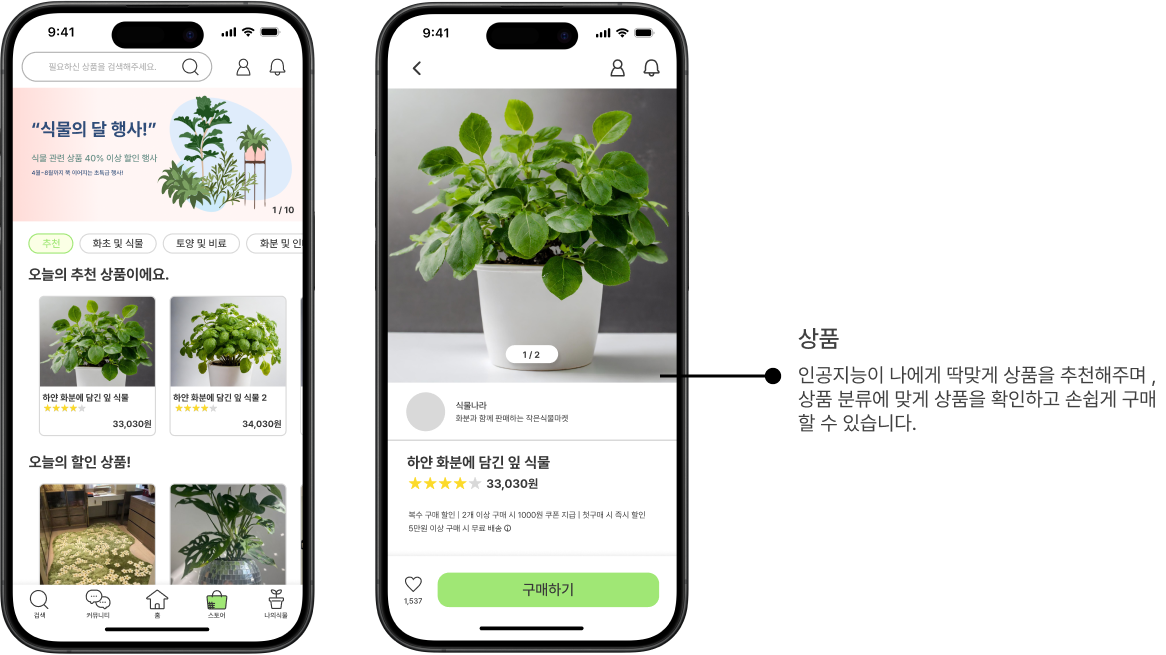 9:41
필요하신 상품을 검색해주세요.
“식물의 달 행사!”
식물 관련 상품 40% 이상 할인 행사
4월~8월까지 쭉 이어지는 초특급 행사!
1 / 10
추천
화초 및 식물
토양 및 비료
화분 및 인
오늘의 추천 상품이에요.
하얀 화분에 담긴 잎 식물
33,030원
하얀 화분에 담긴 잎 식물 2
34,030원
오늘의 할인 상품!
검색
커뮤니티
홈
스토어
나의식물
9:41
1 / 2
식물나라
화분과 함께 판매하는 작은식물마켓
하얀 화분에 담긴 잎 식물
33,030원
복수 구매 할인 | 2개 이상 구매 시 1000원 쿠폰 지급 | 첫구매 시 즉시 할인
5만원 이상 구매 시 무료 배송
1,537
구매하기
상품
인공지능이 나에게 딱맞게 상품을 추천해주며 ,
상품 분류에 맞게 상품을 확인하고 손쉽게 구매
할 수 있습니다.